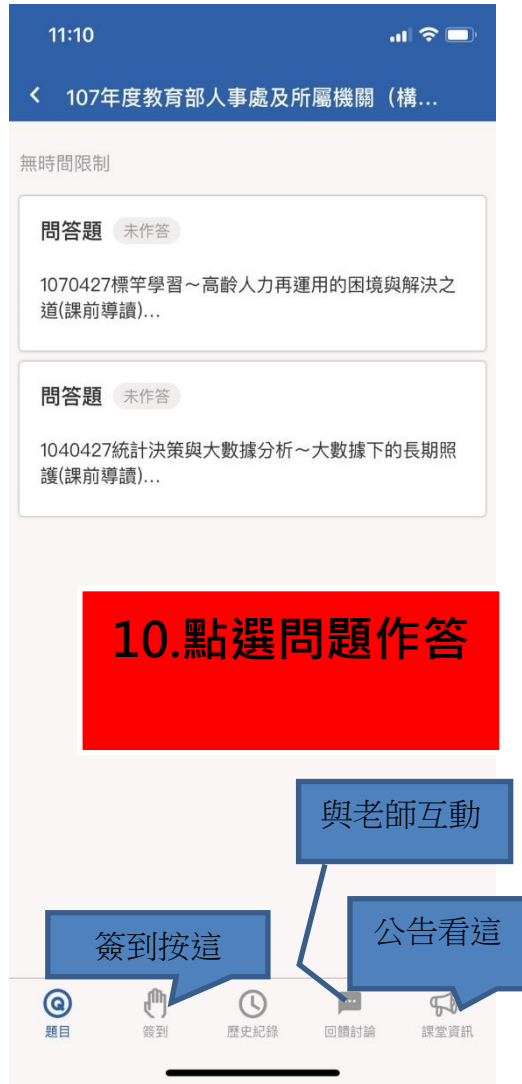 11:10
107年度教育部人事處及所屬機關（構...
無時間限制
問答題 未作答
1070427標竿學習～高齡人力再運用的困境與解決之
道(課前導讀)...
問答題 未作答
1040427統計決策與大數據分析～大數據下的長期照
護(課前導讀)...
10.點選問題作答
與老師互動
公告看這
簽到按這
題目
簽到
歷史紀錄
回饋討論
課堂資訊